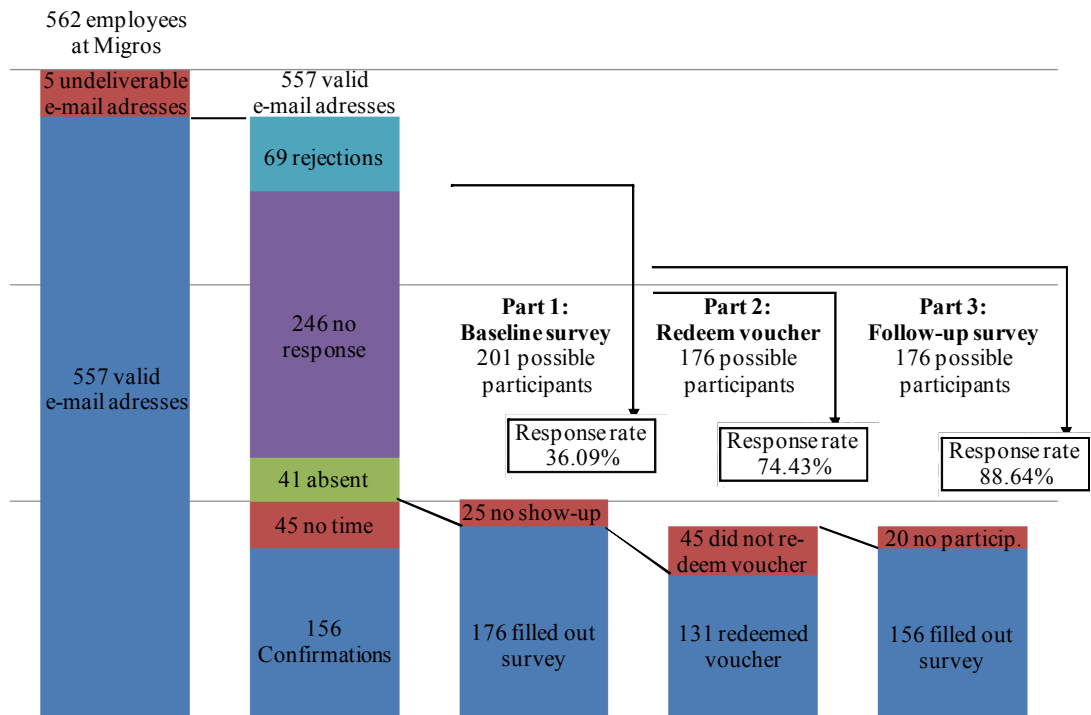 562 employees
at Migros
5 undeliverable
e-mail adresses
557 valid
e-mail adresses
557 valid
e-mail adresses
69 rejections
246 no
response
41 absent
45 no time
156
Confirmations
Part 1:
Baseline survey
201 possible
participants
Response rate
36.09%
25 no show-up
176 filled out
survey
Part 2:
Redeem voucher
176 possible
participants
Response rate
74.43%
45 did not re-
deem voucher
131 redeemed
voucher
Part 3:
Follow-up survey
176 possible
participants
Response rate
88.64%
20 no particip.
156 filled out
survey